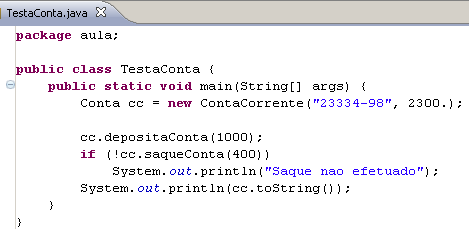 TestaConta.java
package aula;
public class TestaConta {
public static void main(String[] args) {
Conta cc = new ContaCorrente("23334-98", 2300.);
cc.depositaConta(1000);
if (!cc.saqueConta(400))
System.out.println("Saque nao efetuado");
System.out.println(cc.toString());
}
}